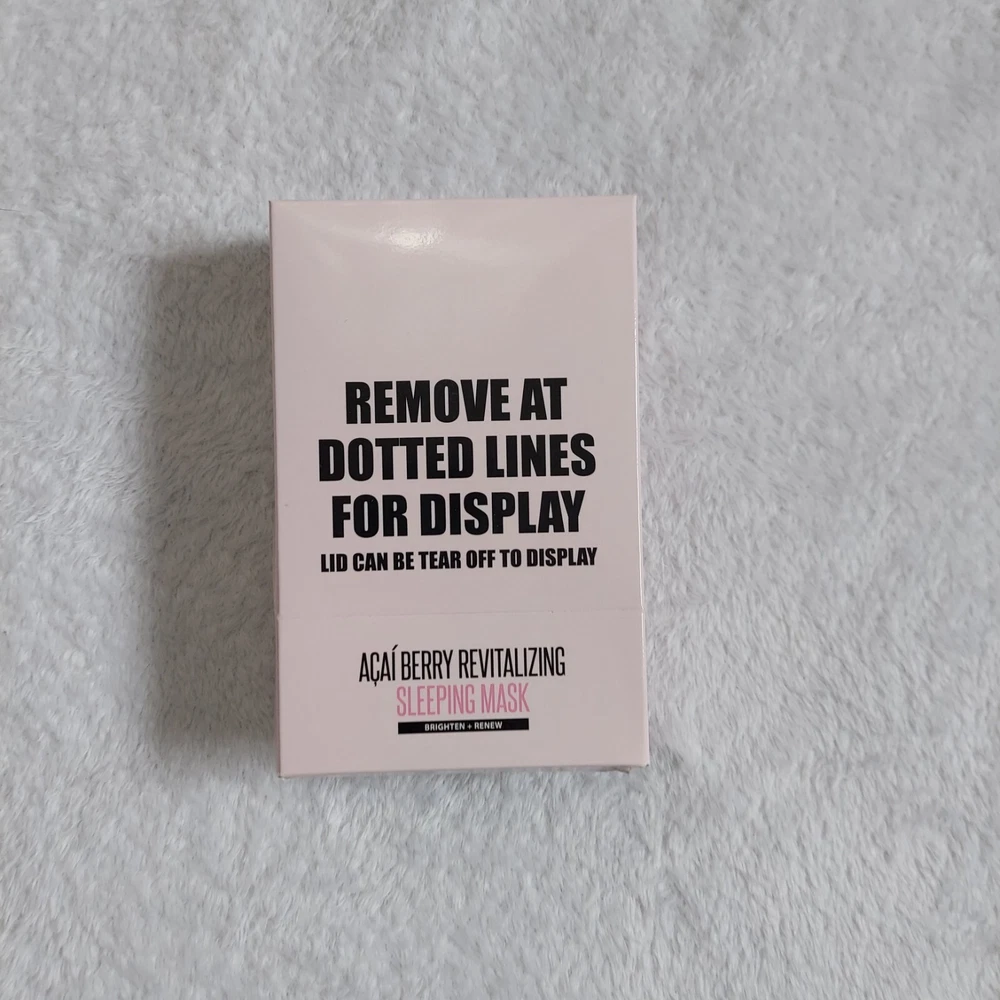 REMOVE AT
DOTTED LINES
FOR DISPLAY
LID CAN BE TEAR OFF TO DISPLAY
AÇAÍ BERRY REVITALIZING
SLEEPING MASK
BRIGHTEN + RENEW